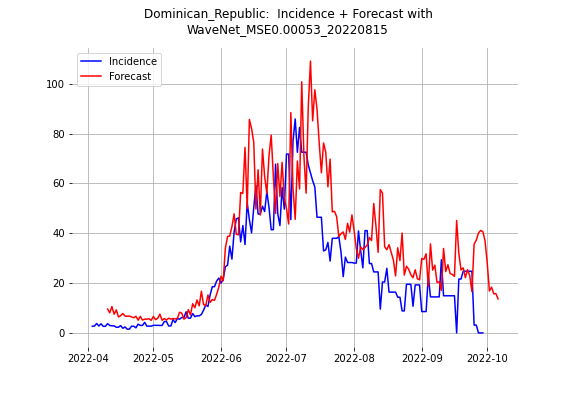 Dominican_Republic:  Incidence + Forecast with
WaveNet_MSE0.00053_20220815
Incidence
Forecast
100
80
60
40
20
0
2022-04 2022-05 2022-06 2022-07 2022-08 2022-09 2022-10